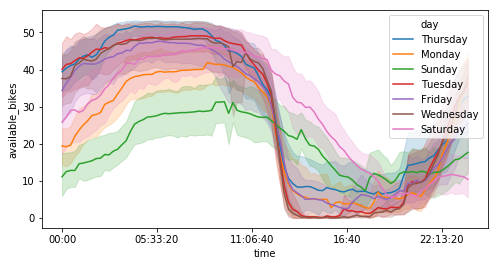 day
Thursday
Monday
Sunday
Tuesday
Friday
Wednesday
Saturday
available_bikes
50
40
30
20
10
0
00:00 05:33:20 11:06:40 16:40 22:13:20
time